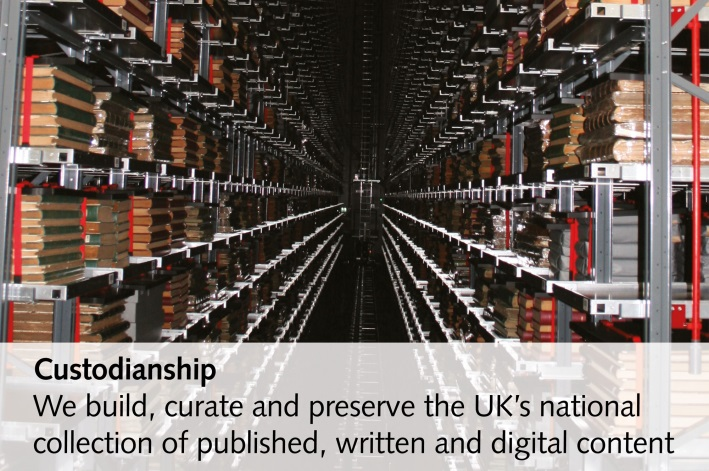 Custodianship
We build, curate and preserve the UK’s national
collection of published, written and digital content